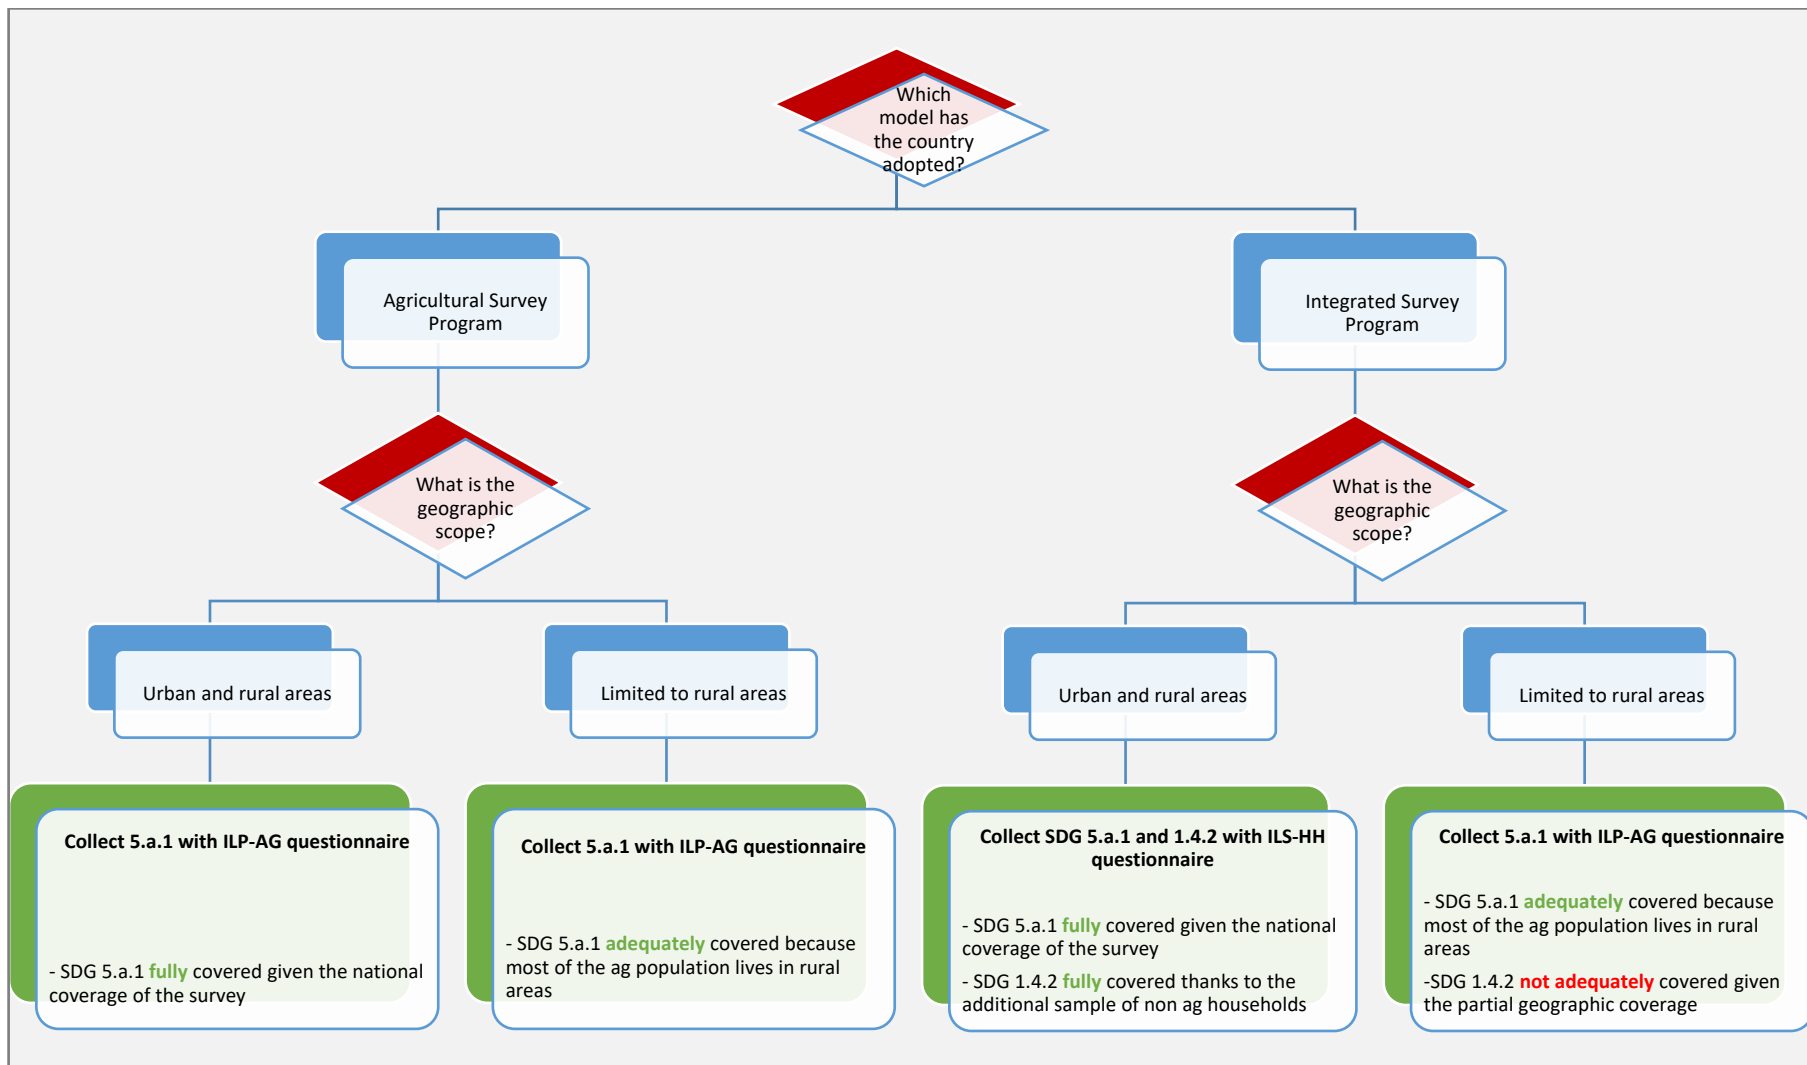 Which
model has
the country
adopted?
Agricultural Survey
Program
Integrated Survey
Program
What is the
geographic
scope?
What is the
geographic
scope?
Urban and rural areas
Limited to rural areas
Urban and rural areas
Limited to rural areas
Collect 5.a.1 with ILP-AG questionnaire
- SDG 5.a.1 fully covered given the national
coverage of the survey
Collect 5.a.1 with ILP-AG questionnaire
- SDG 5.a.1 adequately covered because
most of the ag population lives in rural
areas
Collect SDG 5.a.1 and 1.4.2 with ILS-HH
questionnaire
- SDG 5.a.1 fully covered given the national
coverage of the survey
- SDG 1.4.2 fully covered thanks to the
additional sample of non ag households
Collect 5.a.1 with ILP-AG questionnaire
- SDG 5.a.1 adequately covered because
most of the ag population lives in rural
areas
-SDG 1.4.2 not adequately covered given
the partial geographic coverage